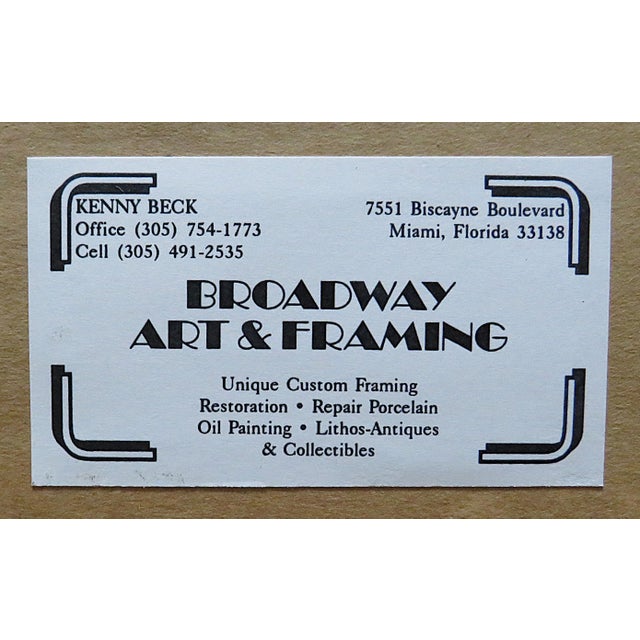 KENNY BECK
Office (305) 754-1773
Cell (305) 491-2535
7551 Biscayne Boulevard
Miami, Florida 33138
BROADWAY
ART & FRAMING
Unique Custom Framing
Restoration • Repair Porcelain
Oil Painting • Lithos-Antiques
& Collectibles